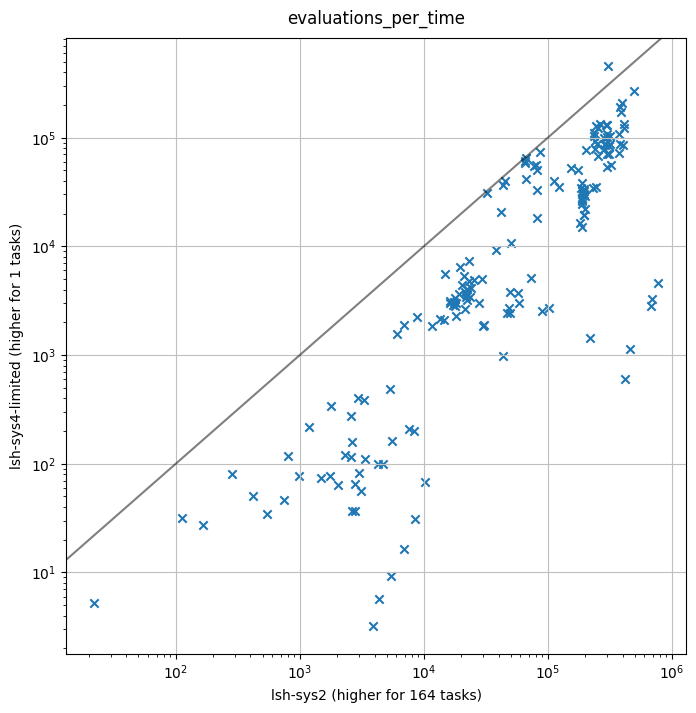 evaluations_per_time
lsh-sys4-limited (higher for 1 tasks)
10^5
10^4
10^3
10^2
10^1
10^2 10^3 10^4 10^5 10^6
lsh-sys2 (higher for 164 tasks)